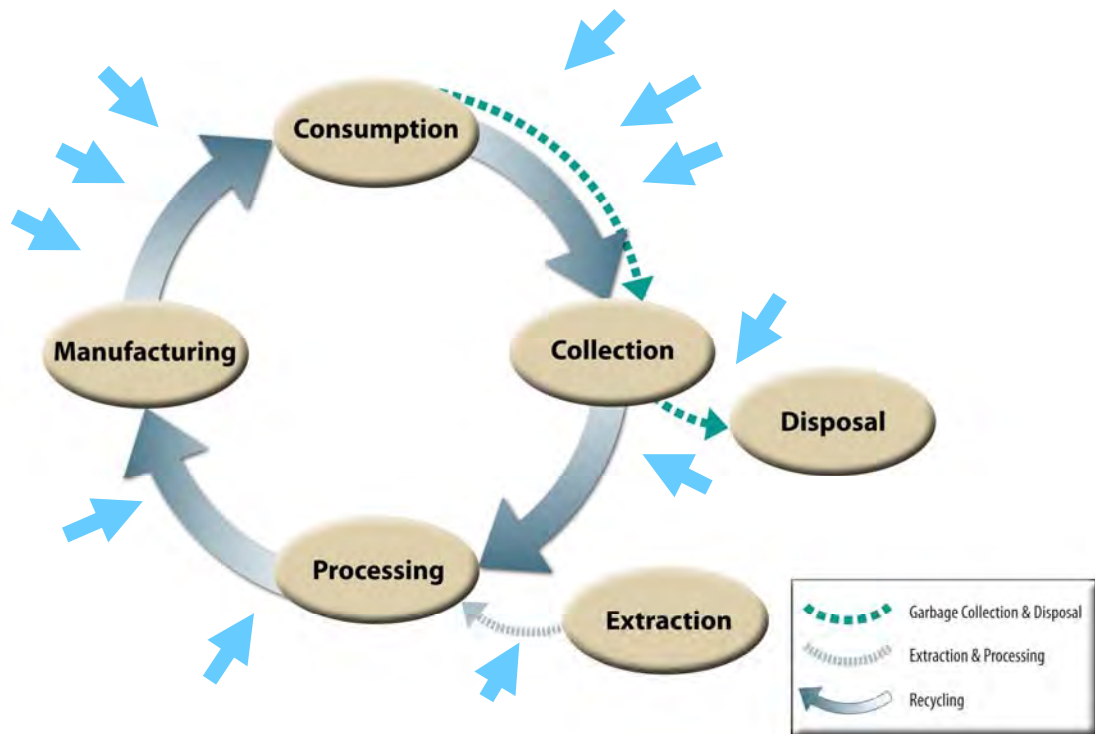 Consumption
Manufacturing
Collection
Disposal
Processing
Extraction
Garbage Collection & Disposal
Extraction & Processing
Recycling